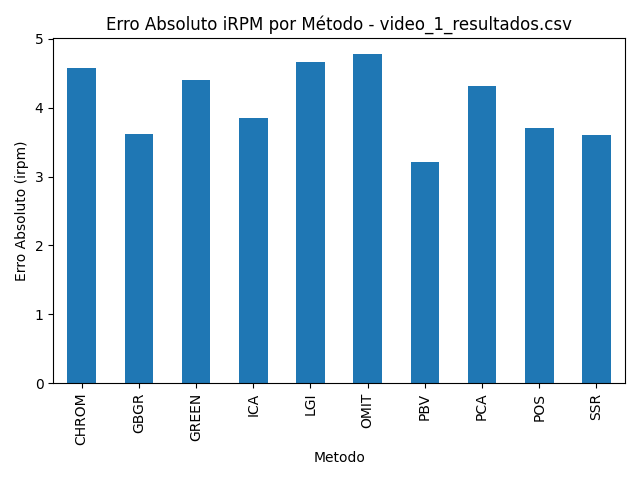 Erro Absoluto iRPM por Método - video_1_resultados.csv
5
4
3
2
1
0
Erro Absoluto (irpm)
CHROM
GBGR
GREEN
ICA
LGI
OMIT
PBV
PCA
POS
SSR
Metodo